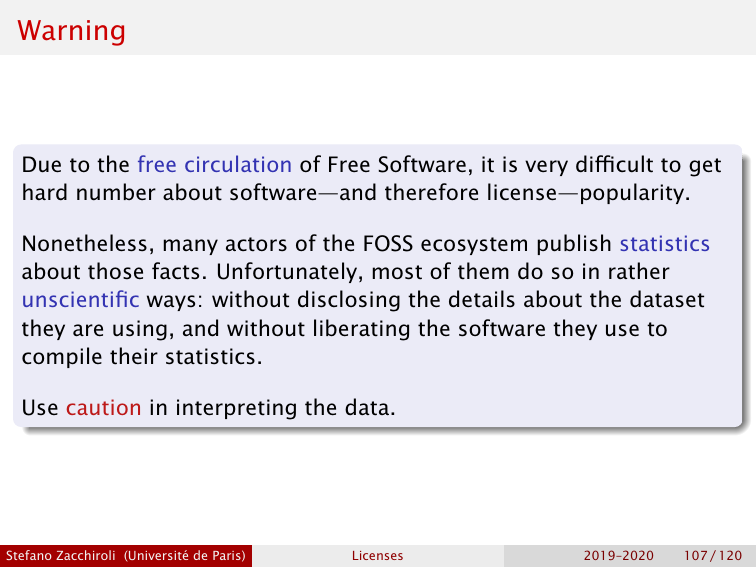 Warning
Due to the free circulation of Free Software, it is very difficult to get
hard number about software—and therefore license—popularity.
Nonetheless, many actors of the FOSS ecosystem publish statistics
about those facts. Unfortunately, most of them do so in rather
unscientific ways: without disclosing the details about the dataset
they are using, and without liberating the software they use to
compile their statistics.
Use caution in interpreting the data.
Stefano Zacchiroli (Université de Paris) Licenses 2019–2020 107 / 120